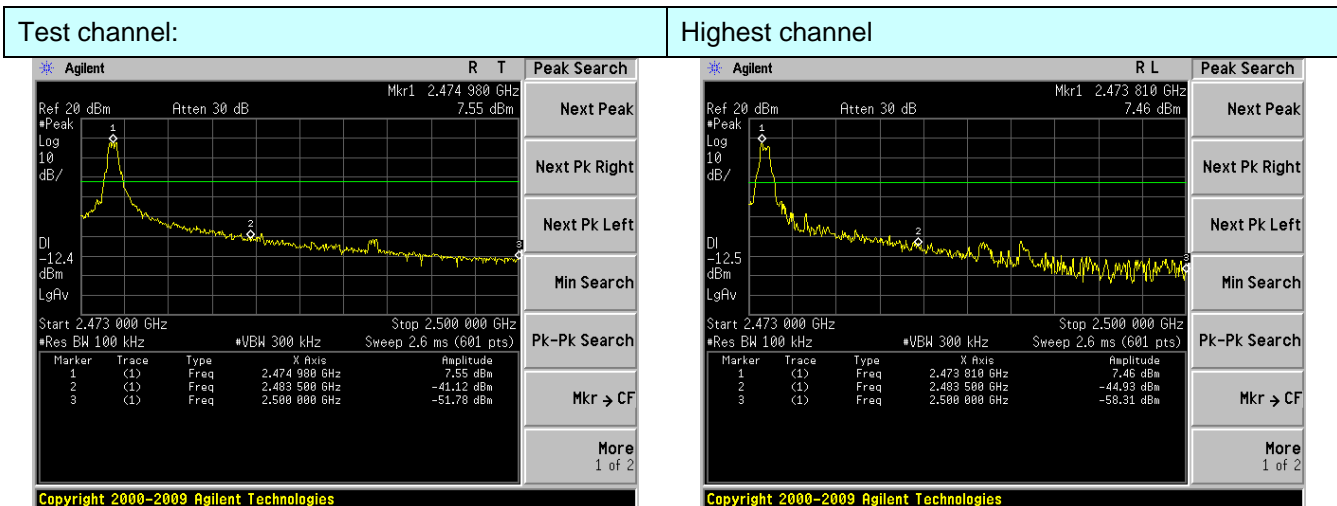 Test channel: Highest channel
Agilent R T Peak Search
Mkr1 2.474 980 GHz
Ref 20 dBm Atten 30 dB 7.55 dBm
#Peak
Log
10
dB/
DI
-12.4
dBm
LgAv
1
2
3
Start 2.473 000 GHz Stop 2.500 000 GHz
#Res BW 100 kHz #VBW 300 kHz Sweep 2.6 ms (601 pts)
Marker Trace Type X Axis Amplitude
1 (1) Freq 2.474 980 GHz 7.55 dBm
2 (1) Freq 2.483 500 GHz -41.12 dBm
3 (1) Freq 2.500 000 GHz -51.78 dBm
Next Peak
Next Pk Right
Next Pk Left
Min Search
Pk-Pk Search
Mkr → CF
More
1 of 2
Copyright 2000-2009 Agilent Technologies
Agilent R L Peak Search
Mkr1 2.473 810 GHz
Ref 20 dBm Atten 30 dB 7.46 dBm
#Peak
Log
10
dB/
DI
-12.5
dBm
LgAv
1
2
3
Start 2.473 000 GHz Stop 2.500 000 GHz
#Res BW 100 kHz #VBW 300 kHz Sweep 2.6 ms (601 pts)
Marker Trace Type X Axis Amplitude
1 (1) Freq 2.473 810 GHz 7.46 dBm
2 (1) Freq 2.483 500 GHz -44.93 dBm
3 (1) Freq 2.500 000 GHz -58.31 dBm
Next Peak
Next Pk Right
Next Pk Left
Min Search
Pk-Pk Search
Mkr → CF
More
1 of 2
Copyright 2000-2009 Agilent Technologies